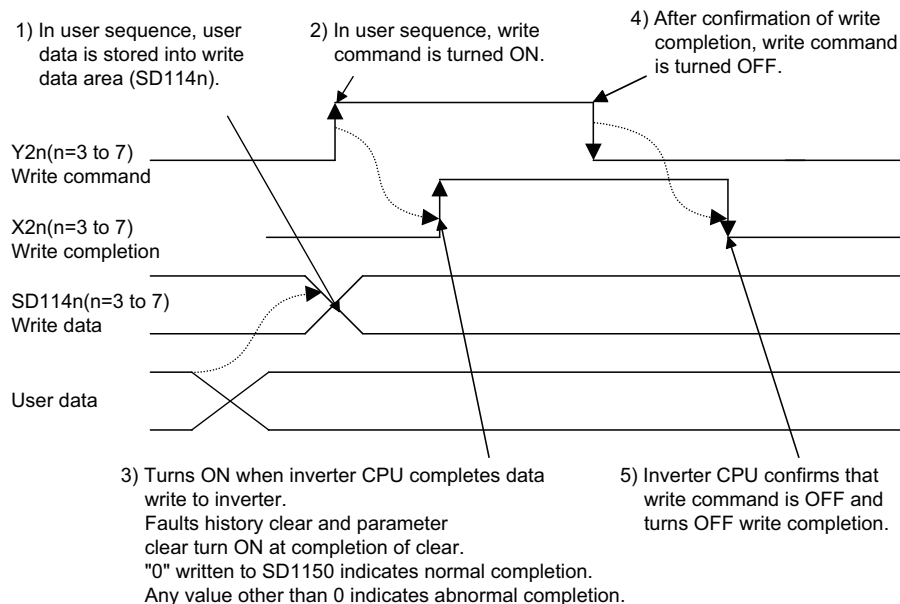 1) In user sequence, user
data is stored into write
data area (SD114n).
2) In user sequence, write
command is turned ON.
4) After confirmation of write
completion, write command
is turned OFF.
Y2n(n=3 to 7)
Write command
X2n(n=3 to 7)
Write completion
SD114n(n=3 to 7)
Write data
User data
3) Turns ON when inverter CPU completes data
write to inverter.
Faults history clear and parameter
clear turn ON at completion of clear.
"0" written to SD1150 indicates normal completion.
Any value other than 0 indicates abnormal completion.
5) Inverter CPU confirms that
write command is OFF and
turns OFF write completion.